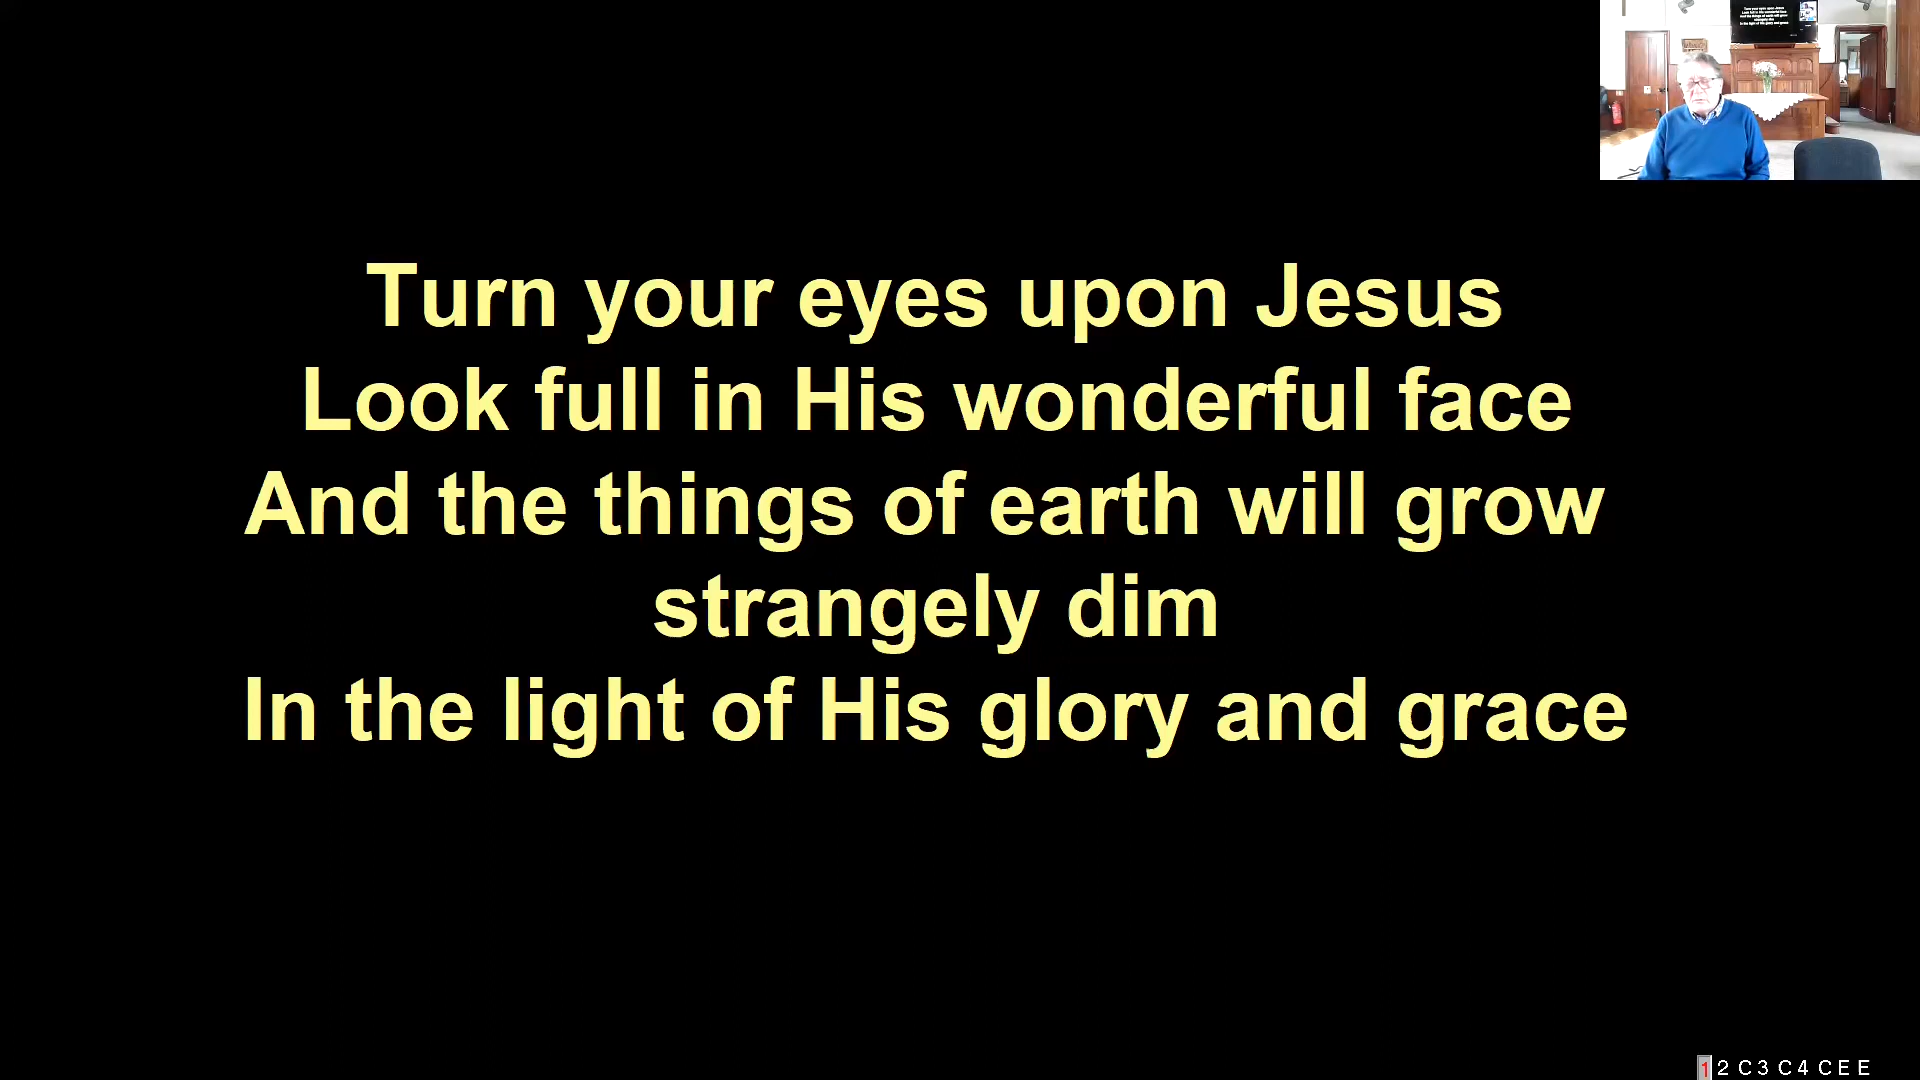 Turn your eyes upon Jesus
Look full in His wonderful face
And the things of earth will grow
strangely dim
In the light of His glory and grace
1 2 C 3 C 4 C E E